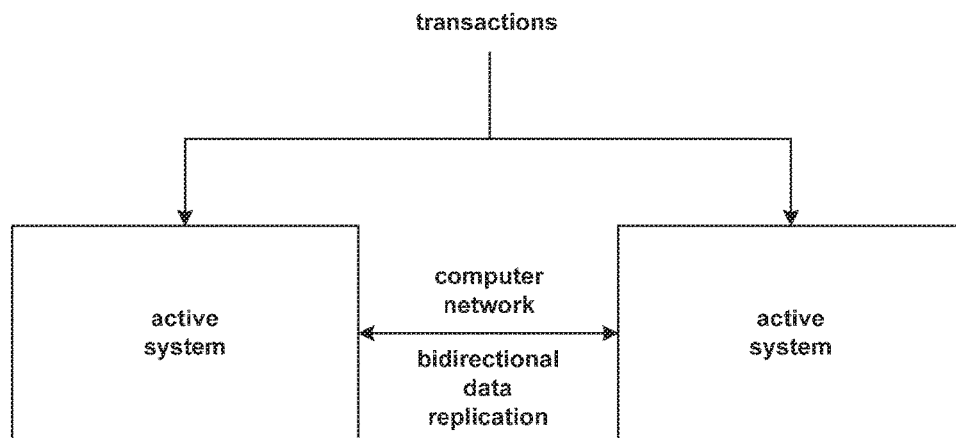 transactions
computer
network
active
system
active
system
bidirectional
data
replication